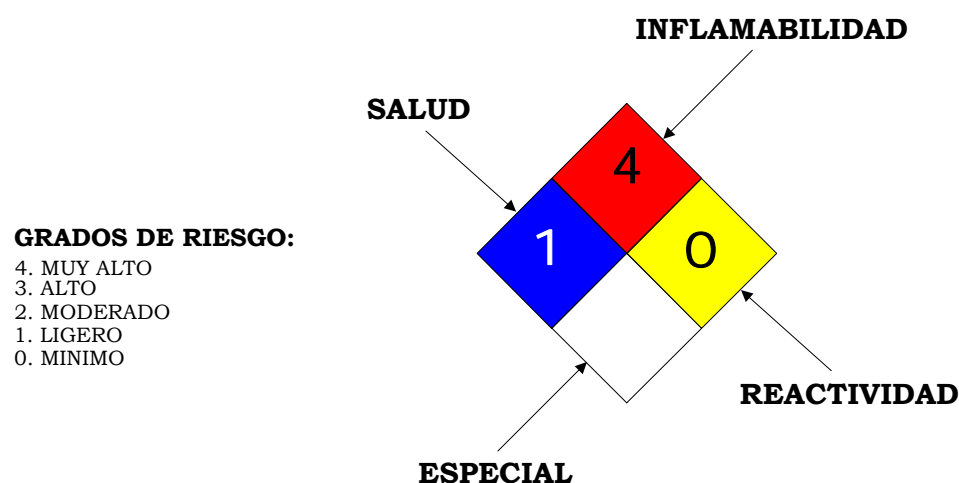 INFLAMABILIDAD
SALUD
4
1
0
GRADOS DE RIESGO:
4. MUY ALTO
3. ALTO
2. MODERADO
1. LIGERO
0. MINIMO
REACTIVIDAD
ESPECIAL